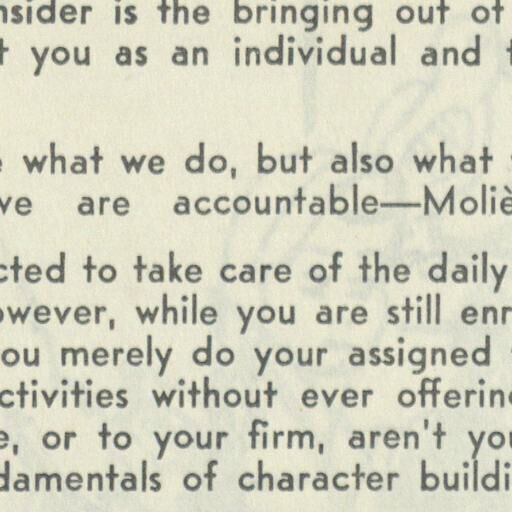 nsider is the bringing out of
t you as an individual and
what we do, but also what
ve are accountable—Moliè
cted to take care of the daily
owever, while you are still enr
ou merely do your assigned
ctivities without ever offering
e, or to your firm, aren't you
damentals of character buildi